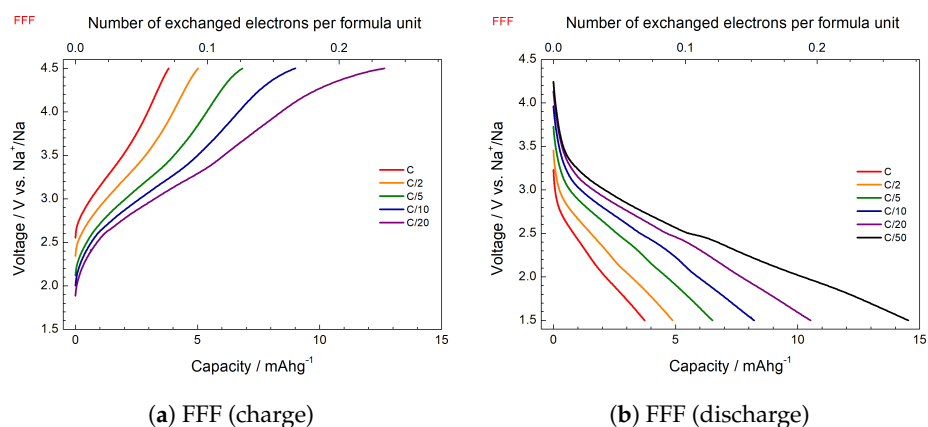 FFF
Number of exchanged electrons per formula unit
0.0 0.1 0.2
4.5
4.0
3.5
3.0
2.5
2.0
1.5
Voltage / V vs. Na⁺/Na
C
C/2
C/5
C/10
C/20
0 5 10 15
Capacity / mAhg⁻¹
(a) FFF (charge)
FFF
Number of exchanged electrons per formula unit
0.0 0.1 0.2
4.5
4.0
3.5
3.0
2.5
2.0
1.5
Voltage / V vs. Na⁺/Na
C
C/2
C/5
C/10
C/20
C/50
0 5 10 15
Capacity / mAhg⁻¹
(b) FFF (discharge)